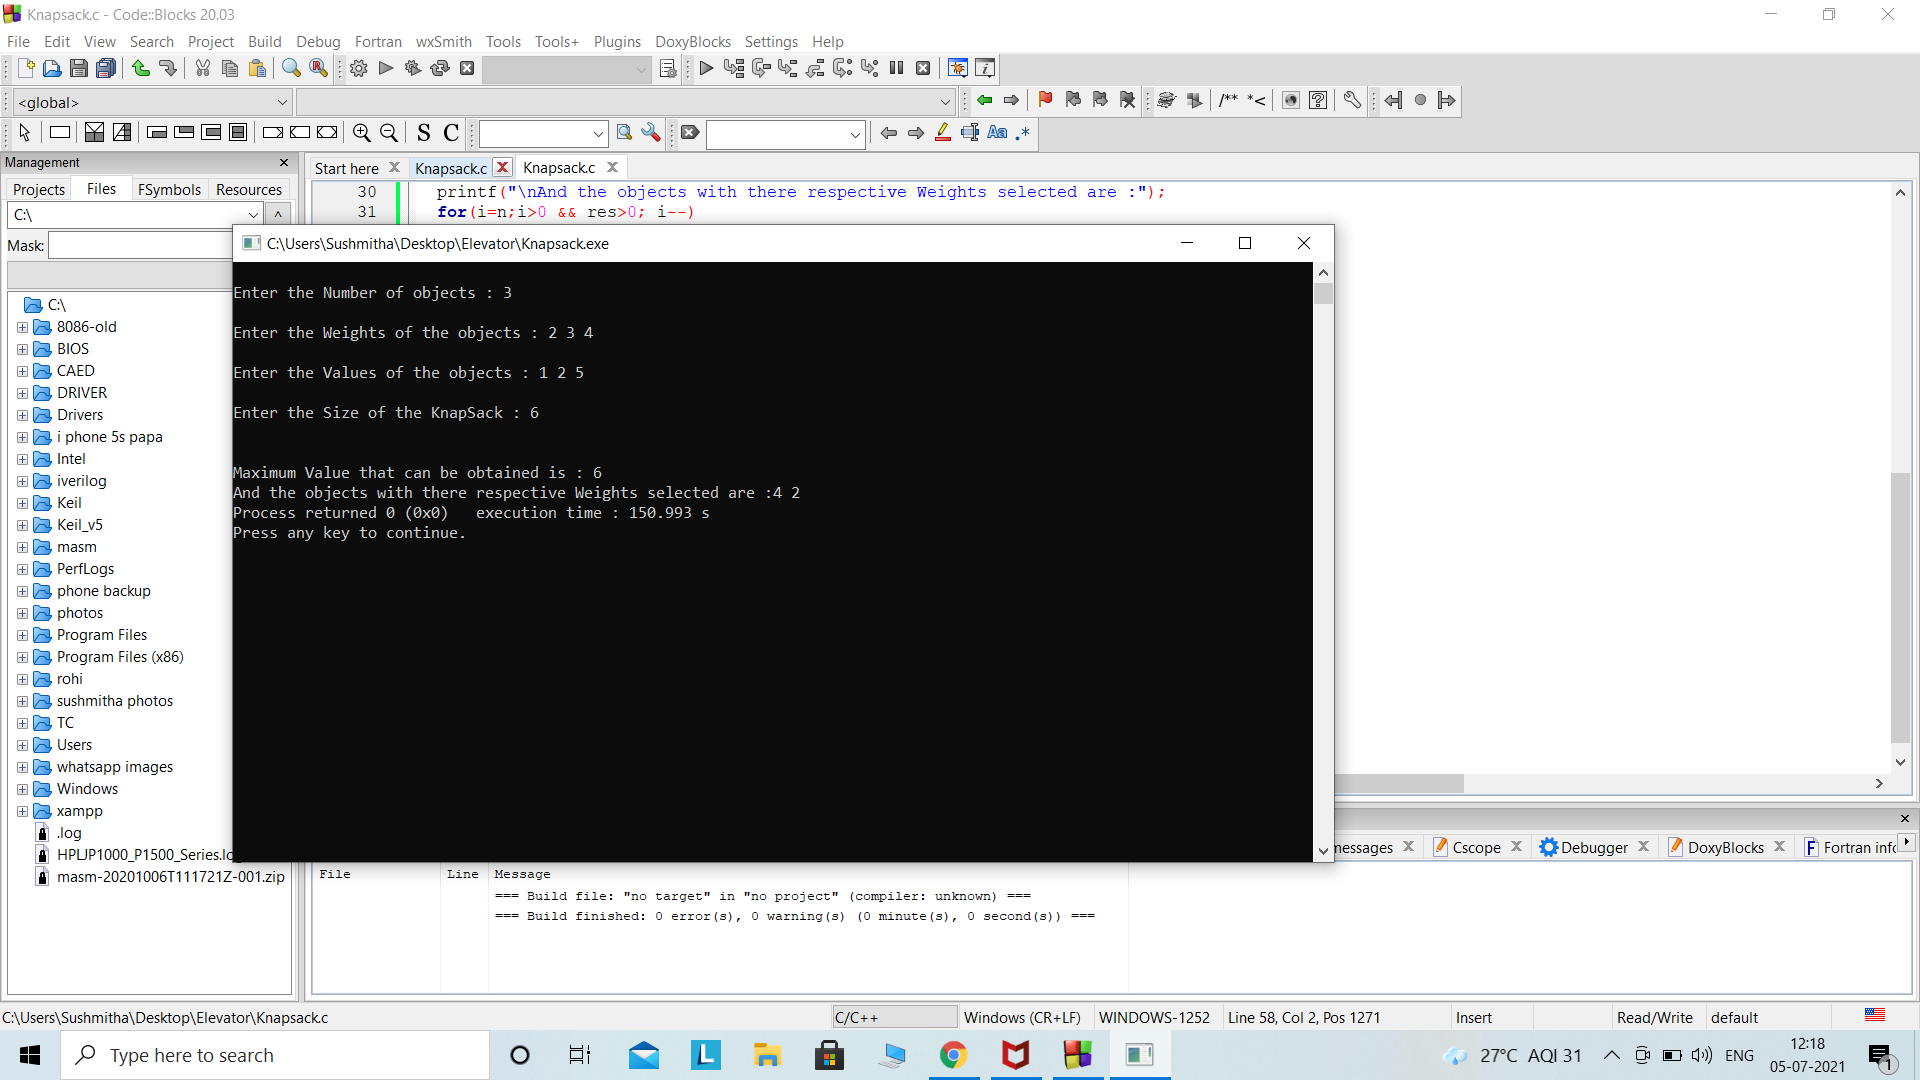 Knapsack.c - Code::Blocks 20.03
File Edit View Search Project Build Debug Fortran wxSmith Tools Tools+ Plugins DoxyBlocks Settings Help
<global>
/** *<
S C
Aa .*
Management
Projects Files FSymbols Resources
C:\
Mask:
C:\
8086-old
BIOS
CAED
DRIVER
Drivers
i phone 5s papa
Intel
iverilog
Keil
Keil_v5
masm
PerfLogs
phone backup
photos
Program Files
Program Files (x86)
rohi
sushmitha photos
TC
Users
whatsapp images
Windows
xampp
.log
HPLJP1000_P1500_Series.lo
masm-20201006T111721Z-001.zip
Start here Knapsack.c Knapsack.c
30 printf("\nAnd the objects with there respective Weights selected are :");
31 for(i=n;i>0 && res>0; i--)
C:\Users\Sushmitha\Desktop\Elevator\Knapsack.exe
Enter the Number of objects : 3
Enter the Weights of the objects : 2 3 4
Enter the Values of the objects : 1 2 5
Enter the Size of the KnapSack : 6
Maximum Value that can be obtained is : 6
And the objects with there respective Weights selected are :4 2
Process returned 0 (0x0)   execution time : 150.993 s
Press any key to continue.
nessages Cscope Debugger DoxyBlocks Fortran info
File Line Message
=== Build file: "no target" in "no project" (compiler: unknown) ===
=== Build finished: 0 error(s), 0 warning(s) (0 minute(s), 0 second(s)) ===
C:\Users\Sushmitha\Desktop\Elevator\Knapsack.c C/C++ Windows (CR+LF) WINDOWS-1252 Line 58, Col 2, Pos 1271 Insert Read/Write default
Type here to search
L
27°C AQI 31
ENG
12:18
05-07-2021
1